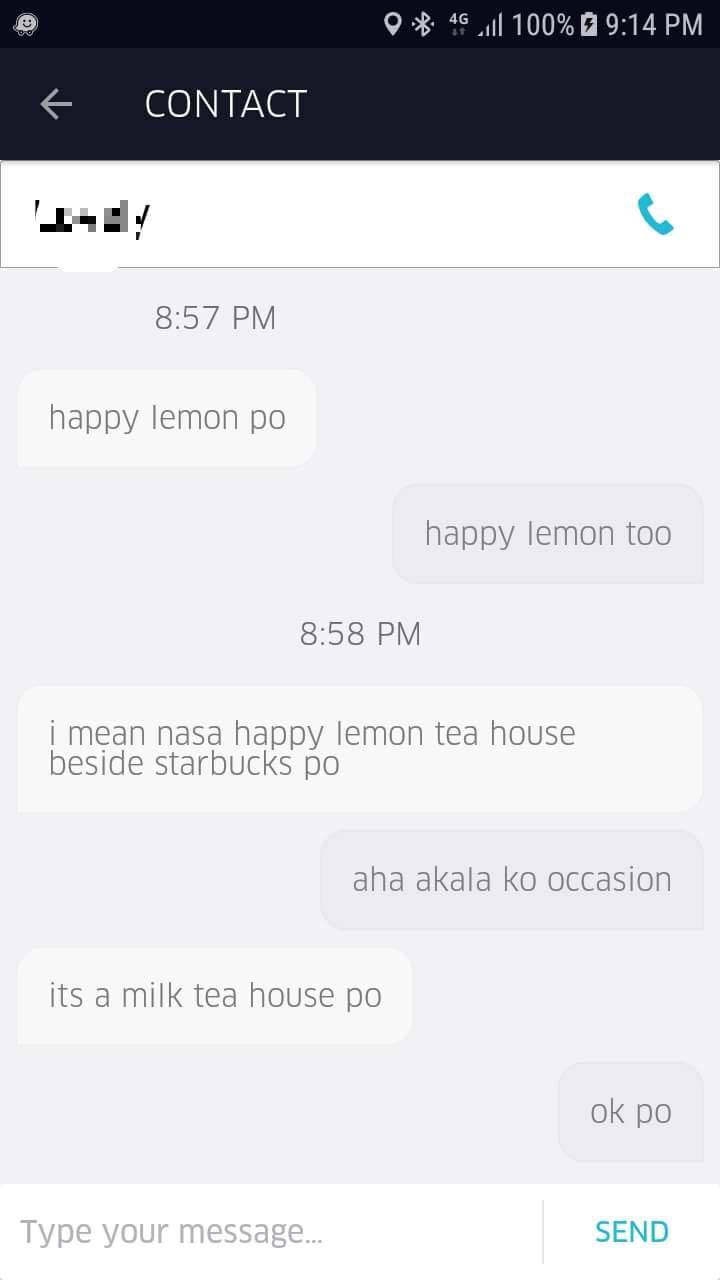 4G 100% 9:14 PM
CONTACT
8:57 PM
happy lemon po
happy lemon too
8:58 PM
i mean nasa happy lemon tea house
beside starbucks po
aha akala ko occasion
its a milk tea house po
ok po
Type your message...
SEND